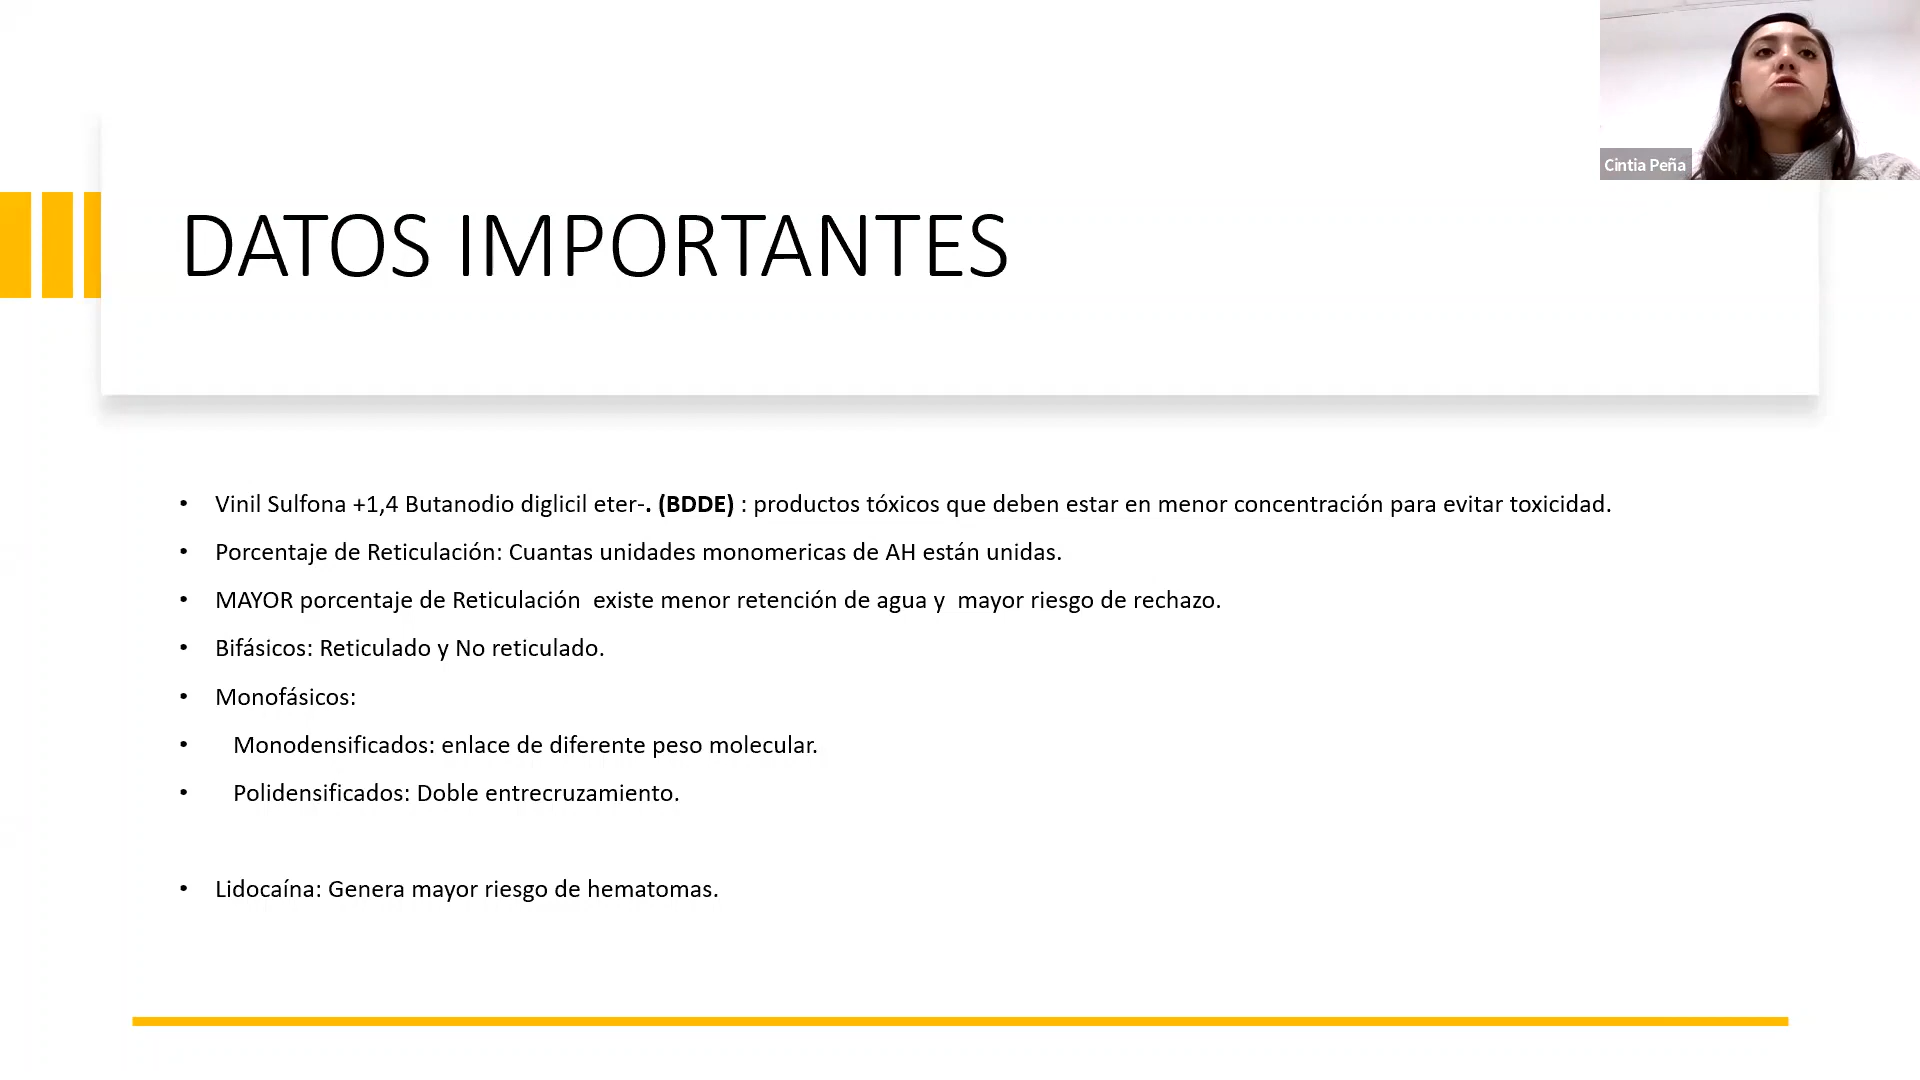 Cintia Peña
DATOS IMPORTANTES
• Vinil Sulfona +1,4 Butanodio diglicil eter-. (BDDE) : productos tóxicos que deben estar en menor concentración para evitar toxicidad.
• Porcentaje de Reticulación: Cuantas unidades monomericas de AH están unidas.
• MAYOR porcentaje de Reticulación existe menor retención de agua y mayor riesgo de rechazo.
• Bifásicos: Reticulado y No reticulado.
• Monofásicos:
• Monodensificados: enlace de diferente peso molecular.
• Polidensificados: Doble entrecruzamiento.
• Lidocaína: Genera mayor riesgo de hematomas.